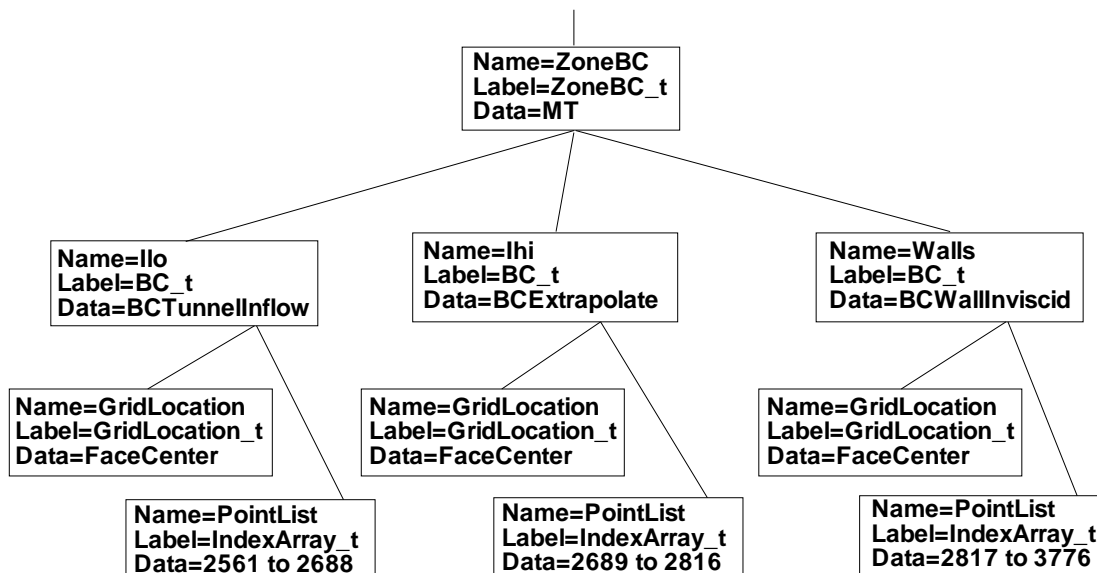 Name=ZoneBC
Label=ZoneBC_t
Data=MT
Name=Ilo
Label=BC_t
Data=BCTunnelInflow
Name=Ihi
Label=BC_t
Data=BCExtrapolate
Name=Walls
Label=BC_t
Data=BCWallInviscid
Name=GridLocation
Label=GridLocation_t
Data=FaceCenter
Name=GridLocation
Label=GridLocation_t
Data=FaceCenter
Name=GridLocation
Label=GridLocation_t
Data=FaceCenter
Name=PointList
Label=IndexArray_t
Data=2561 to 2688
Name=PointList
Label=IndexArray_t
Data=2689 to 2816
Name=PointList
Label=IndexArray_t
Data=2817 to 3776